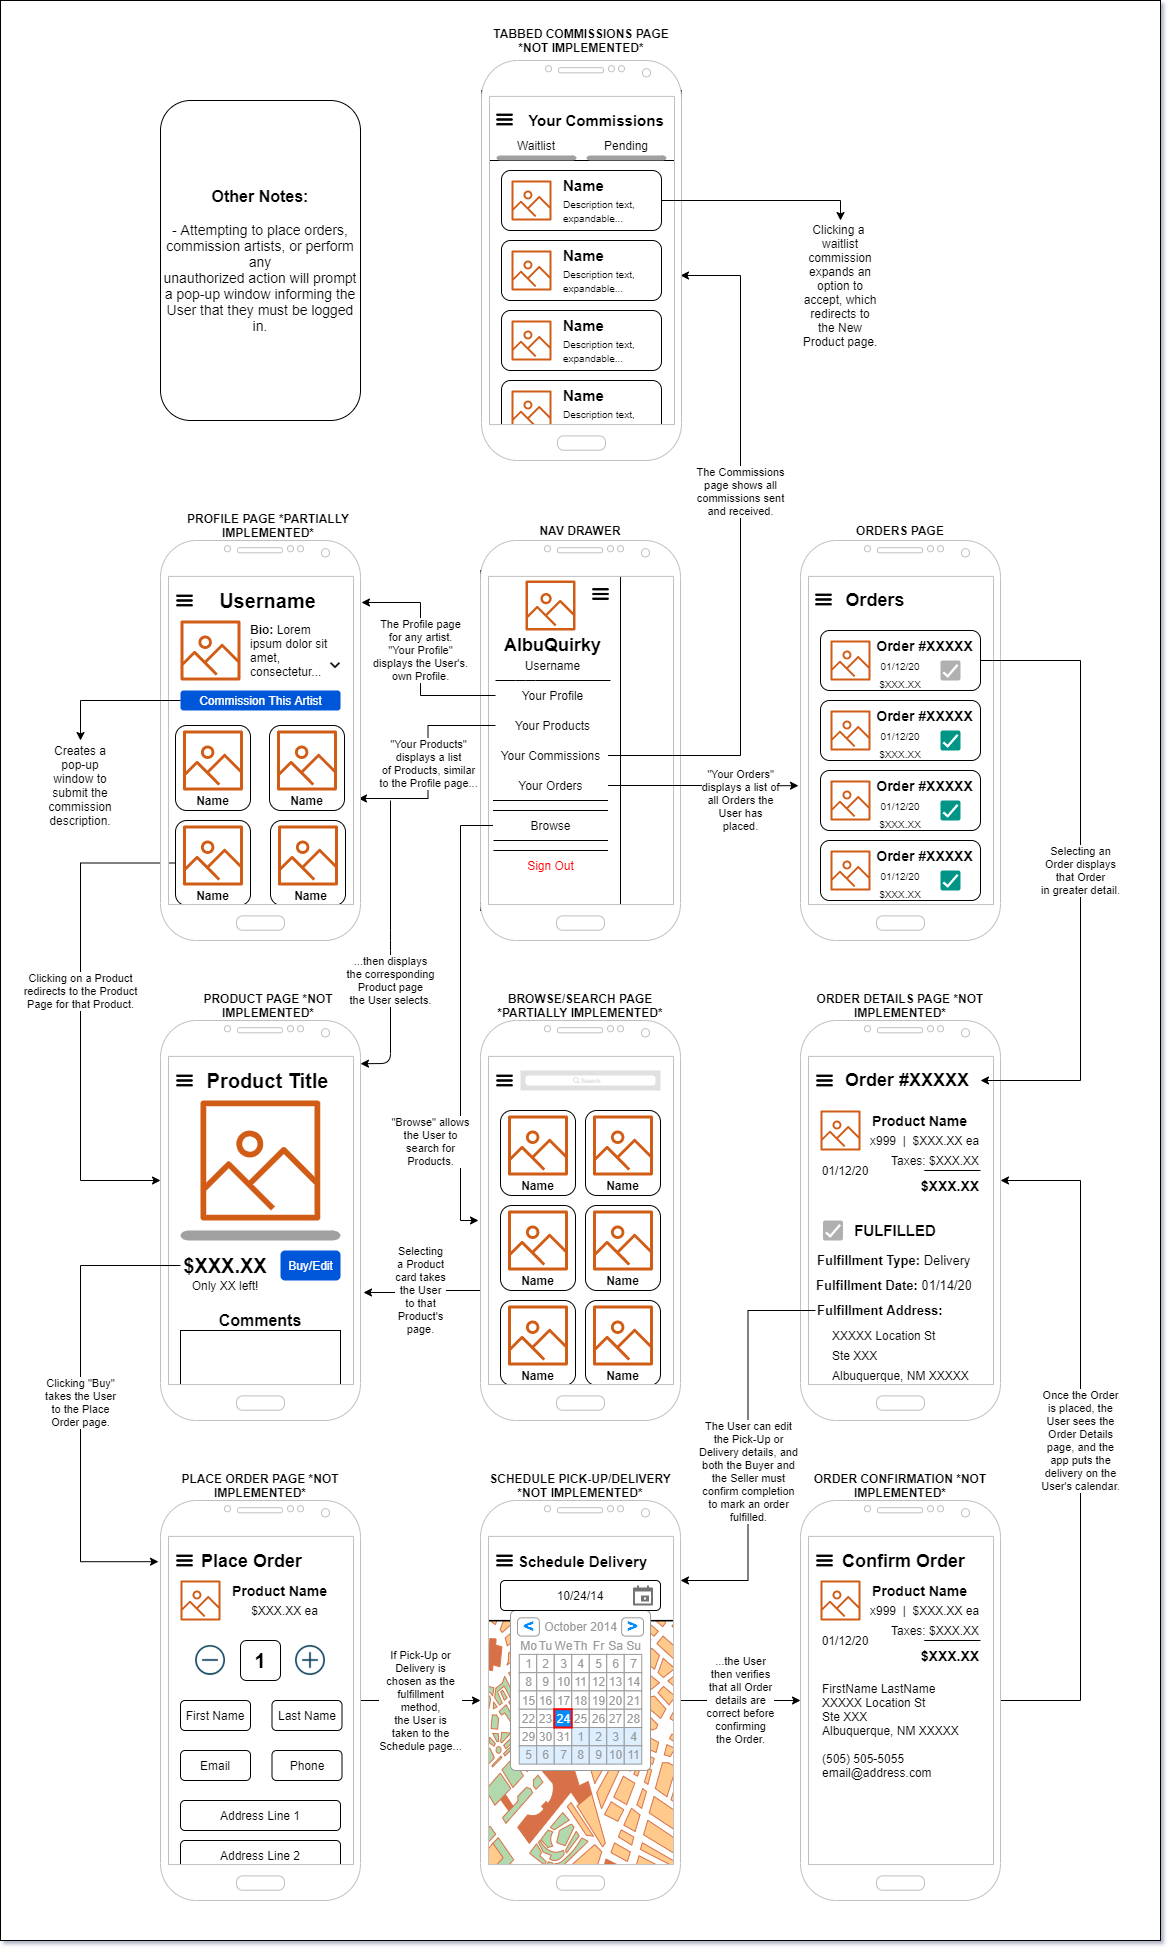 TABBED COMMISSIONS PAGE
*NOT IMPLEMENTED*
Your Commissions
Waitlist
Pending
Name
Description text,
expandable...
Name
Description text,
expandable...
Name
Description text,
expandable...
Name
Description text,
Other Notes:
- Attempting to place orders,
commission artists, or perform
any
unauthorized action will prompt
a pop-up window informing the
User that they must be logged
in.
Clicking a
waitlist
commission
expands an
option to
accept, which
redirects to
the New
Product page.
The Commissions
page shows all
commissions sent
and received.
PROFILE PAGE *PARTIALLY
IMPLEMENTED*
Username
Bio: Lorem
ipsum dolor sit
amet,
consectetur...
Commission This Artist
Name
Name
Name
Name
Creates a
pop-up
window to
submit the
commission
description.
The Profile page
for any artist.
"Your Profile"
displays the User's.
own Profile.
"Your Products"
displays a list
of Products, similar
to the Profile page...
NAV DRAWER
AlbuQuirky
Username
Your Profile
Your Products
Your Commissions
Your Orders
Browse
Sign Out
"Your Orders"
displays a list of
all Orders the
User has
placed.
ORDERS PAGE
Orders
Order #XXXXX
01/12/20
$XXX.XX
Order #XXXXX
01/12/20
$XXX.XX
Order #XXXXX
01/12/20
$XXX.XX
Order #XXXXX
01/12/20
$XXX.XX
Selecting an
Order displays
that Order
in greater detail.
Clicking on a Product
redirects to the Product
Page for that Product.
...then displays
the corresponding
Product page
the User selects.
PRODUCT PAGE *NOT
IMPLEMENTED*
Product Title
$XXX.XX
Only XX left!
Buy/Edit
Comments
"Browse" allows
the User to
search for
Products.
Selecting
a Product
card takes
the User
to that
Product's
page.
BROWSE/SEARCH PAGE
*PARTIALLY IMPLEMENTED*
Search
Name
Name
Name
Name
Name
Name
ORDER DETAILS PAGE *NOT
IMPLEMENTED*
Order #XXXXX
Product Name
x999 | $XXX.XX ea
Taxes: $XXX.XX
01/12/20
$XXX.XX
FULFILLED
Fulfillment Type: Delivery
Fulfillment Date: 01/14/20
Fulfillment Address:
XXXXX Location St
Ste XXX
Albuquerque, NM XXXXX
Clicking "Buy"
takes the User
to the Place
Order page.
The User can edit
the Pick-Up or
Delivery details, and
both the Buyer and
the Seller must
confirm completion
to mark an order
fulfilled.
Once the Order
is placed, the
User sees the
Order Details
page, and the
app puts the
delivery on the
User's calendar.
PLACE ORDER PAGE *NOT
IMPLEMENTED*
Place Order
Product Name
$XXX.XX ea
1
First Name
Last Name
Email
Phone
Address Line 1
Address Line 2
If Pick-Up or
Delivery is
chosen as the
fulfillment
method,
the User is
taken to the
Schedule page...
SCHEDULE PICK-UP/DELIVERY
*NOT IMPLEMENTED*
Schedule Delivery
10/24/14
< October 2014 >
Mo Tu We Th Fr Sa Su
1 2 3 4 5 6 7
8 9 10 11 12 13 14
15 16 17 18 19 20 21
22 23 24 25 26 27 28
29 30 31 1 2 3 4
5 6 7 8 9 10 11
...the User
then verifies
that all Order
details are
correct before
confirming
the Order.
ORDER CONFIRMATION *NOT
IMPLEMENTED*
Confirm Order
Product Name
x999 | $XXX.XX ea
Taxes: $XXX.XX
01/12/20
$XXX.XX
FirstName LastName
XXXXX Location St
Ste XXX
Albuquerque, NM XXXXX
(505) 505-5055
email@address.com